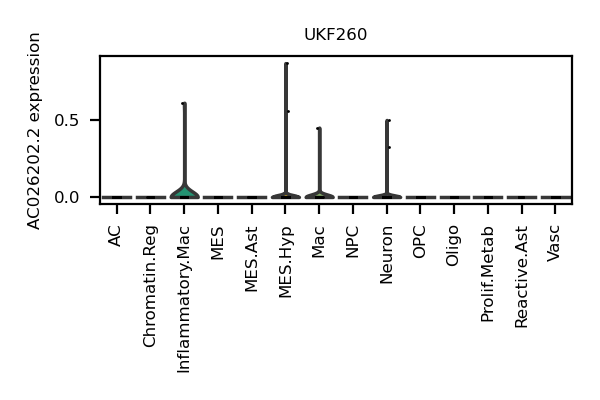 UKF260
AC026202.2 expression
0.5
0.0
AC
Chromatin.Reg
Inflammatory.Mac
MES
MES.Ast
MES.Hyp
Mac
NPC
Neuron
OPC
Oligo
Prolif.Metab
Reactive.Ast
Vasc